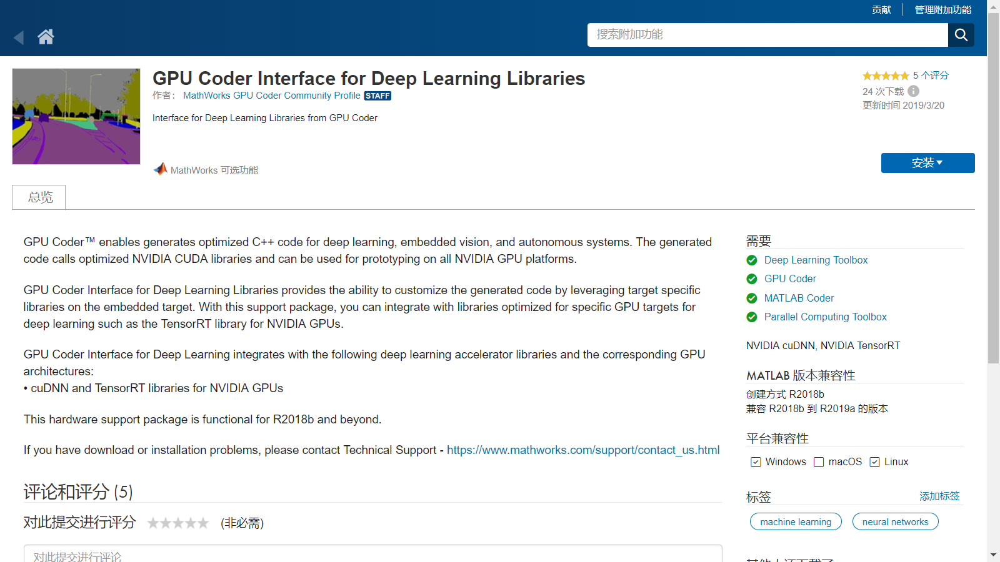 贡献
管理附加功能
搜索附加功能
GPU Coder Interface for Deep Learning Libraries
作者： MathWorks GPU Coder Community Profile STAFF
Interface for Deep Learning Libraries from GPU Coder
MathWorks 可选功能
5 个评分
24 次下载
更新时间 2019/3/20
安装
总览
GPU Coder™ enables generates optimized C++ code for deep learning, embedded vision, and autonomous systems. The generated
code calls optimized NVIDIA CUDA libraries and can be used for prototyping on all NVIDIA GPU platforms.
GPU Coder Interface for Deep Learning Libraries provides the ability to customize the generated code by leveraging target specific
libraries on the embedded target. With this support package, you can integrate with libraries optimized for specific GPU targets for
deep learning such as the TensorRT library for NVIDIA GPUs.
GPU Coder Interface for Deep Learning integrates with the following deep learning accelerator libraries and the corresponding GPU
architectures:
• cuDNN and TensorRT libraries for NVIDIA GPUs
This hardware support package is functional for R2018b and beyond.
If you have download or installation problems, please contact Technical Support - https://www.mathworks.com/support/contact_us.html
评论和评分 (5)
对此提交进行评分 (非必需)
对此提交进行评论
需要
Deep Learning Toolbox
GPU Coder
MATLAB Coder
Parallel Computing Toolbox
NVIDIA cuDNN, NVIDIA TensorRT
MATLAB 版本兼容性
创建方式 R2018b
兼容 R2018b 到 R2019a 的版本
平台兼容性
Windows macOS Linux
标签 添加标签
machine learning neural networks